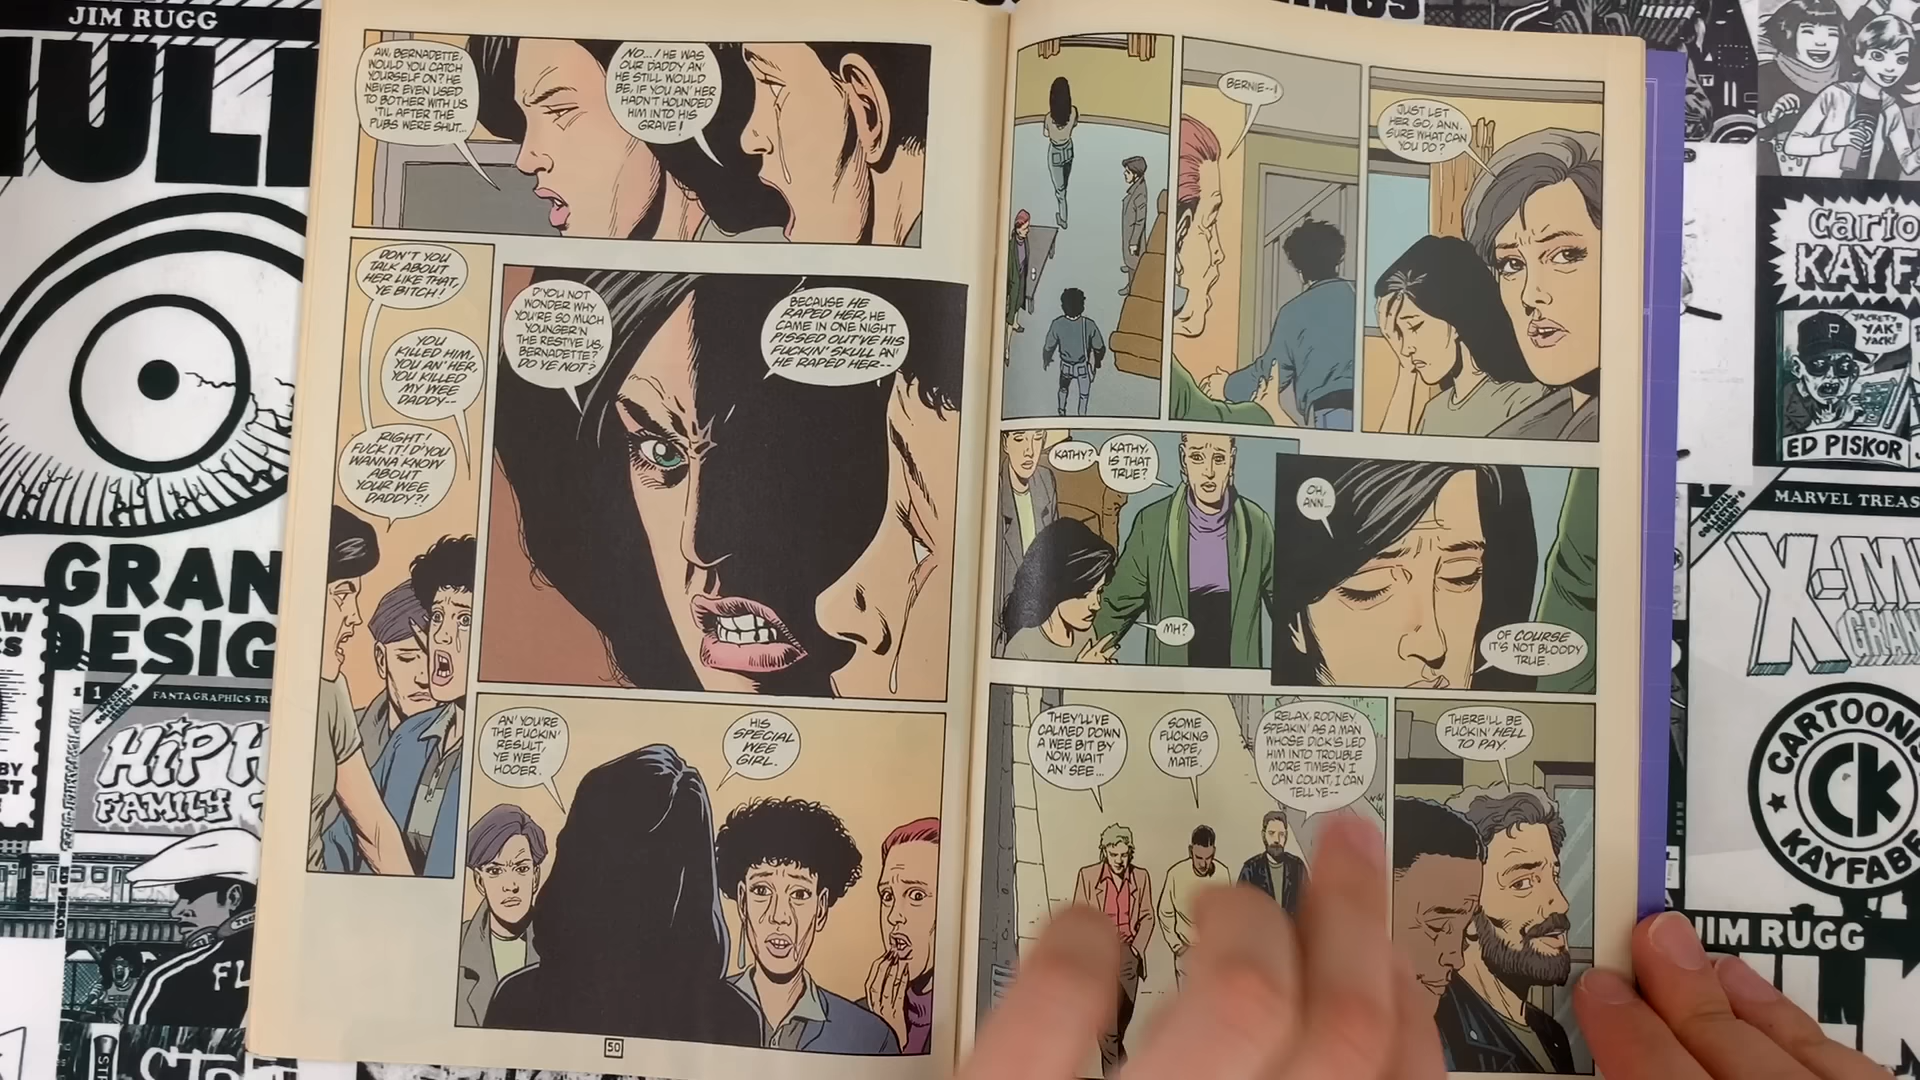 AW, BERNADETTE,
WOULD YOU CATCH
YOURSELF ON? HE
NEVER EVEN USED
TO BOTHER WITH US
'TIL AFTER THE
PUBS WERE SHUT...
NO...! HE WAS
OUR DADDY AN'
HE STILL WOULD
BE, IF YOU AN' HER
HADN'T HOUNDED
HIM INTO HIS
GRAVE!
DON'T YOU
TALK ABOUT
HER LIKE THAT,
YE BITCH!
YOU
KILLED HIM,
YOU AN' HER,
YOU KILLED
MY WEE
DADDY--
RIGHT!
FUCK IT! D'YOU
WANNA KNOW
ABOUT
YOUR WEE
DADDY?!
D'YOU NOT
WONDER WHY
YOU'RE SO MUCH
YOUNGER'N
THE REST'VE US,
BERNADETTE?
DO YE NOT?
BECAUSE HE
RAPED HER, HE
CAME IN ONE NIGHT
PISSED OUT'VE HIS
FUCKIN' SKULL AN'
HE RAPED HER--
AN' YOU'RE
THE FUCKIN'
RESULT,
YE WEE
HOOER.
HIS
SPECIAL
WEE
GIRL.
50
BERNIE--!
JUST LET
HER GO, ANN.
SURE WHAT CAN
YOU DO?
KATHY?
KATHY,
IS THAT
TRUE?
MH?
OH,
ANN...
OF COURSE
IT'S NOT BLOODY
TRUE.
THEY'LL'VE
CALMED DOWN
A WEE BIT BY
NOW, WAIT
AN' SEE...
SOME
FUCKING
HOPE,
MATE.
RELAX, RODNEY.
SPEAKIN' AS A MAN
WHOSE DICK'S LED
HIM INTO TROUBLE
MORE TIMES'N I
CAN COUNT, I CAN
TELL YE--
THERE'LL BE
FUCKIN' HELL
TO PAY.
JIM RUGG
GRAN
DESIG
FANTAGRAPHICS
HIP H
FAMILY
FL
Carto
KAYF
YACKETY
YAK!!
YACK!
ED PISKOR
MARVEL TREAS
X-M
GRAN
CARTOONIS
CK
KAYFABE
JIM RUGG